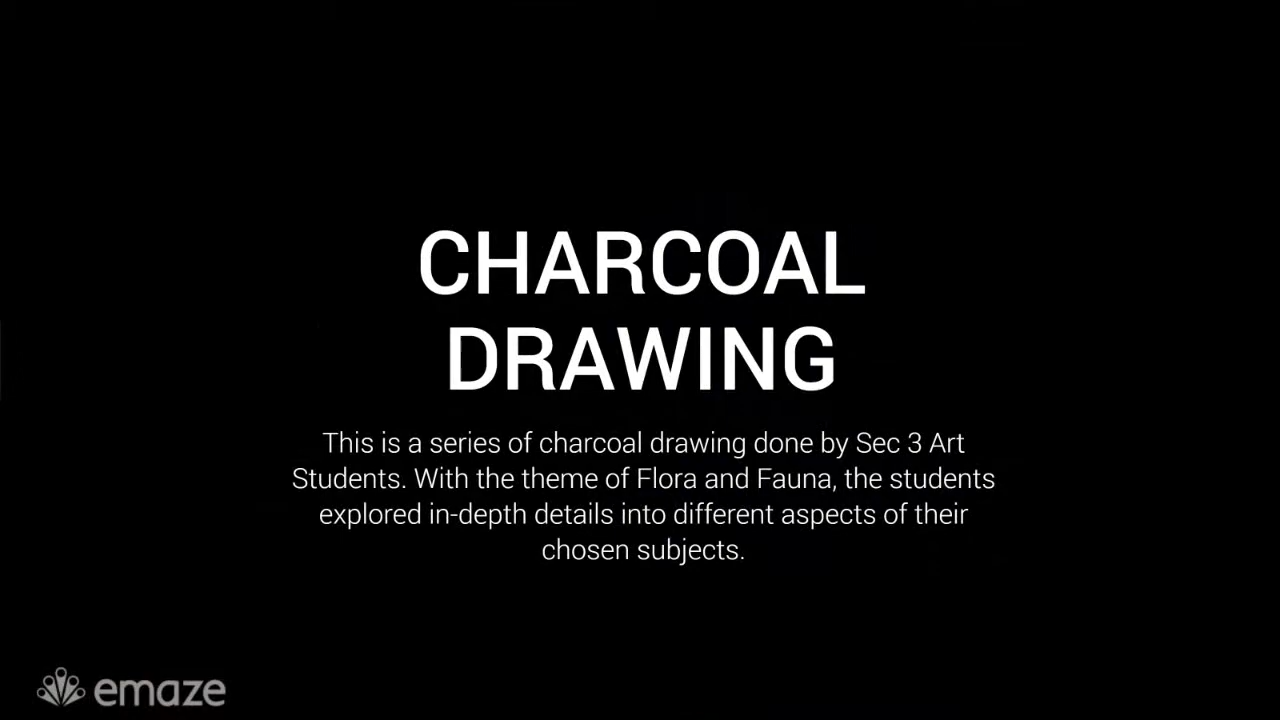 CHARCOAL
DRAWING
This is a series of charcoal drawing done by Sec 3 Art
Students. With the theme of Flora and Fauna, the students
explored in-depth details into different aspects of their
chosen subjects.
emaze